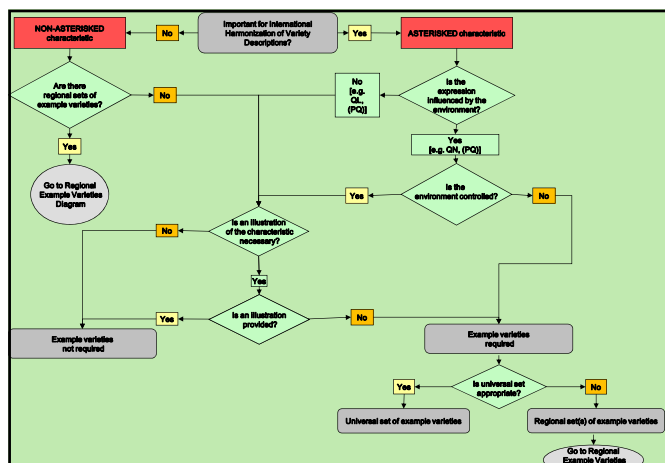 NON-ASTERISKED
characteristic
No
Important for International
Harmonization of Variety
Descriptions?
Yes
ASTERISKED characteristic
Are there
regional sets of
example varieties?
No
No
[e.g.
QL,
(PQ)]
Is the
expression
influenced by the
environment?
Yes
Yes
[e.g. QN, (PQ)]
Go to Regional
Example Varieties
Diagram
Yes
Is the
environment controlled?
No
No
Is an illustration
of the characteristic
necessary?
Yes
Yes
Is an illustration
provided?
No
Example varieties
not required
Example varieties
required
Yes
Is universal set
appropriate?
No
Universal set of example varieties
Regional set(s) of example varieties
Go to Regional
Example Varieties